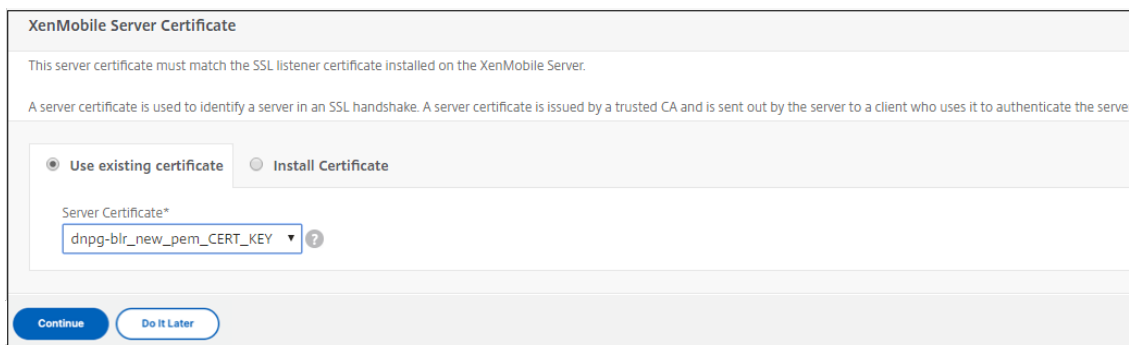 XenMobile Server Certificate
This server certificate must match the SSL listener certificate installed on the XenMobile Server.
A server certificate is used to identify a server in an SSL handshake. A server certificate is issued by a trusted CA and is sent out by the server to a client who uses it to authenticate the serve
Use existing certificate Install Certificate
Server Certificate*
dnpg-blr_new_pem_CERT_KEY ?
Continue Do It Later